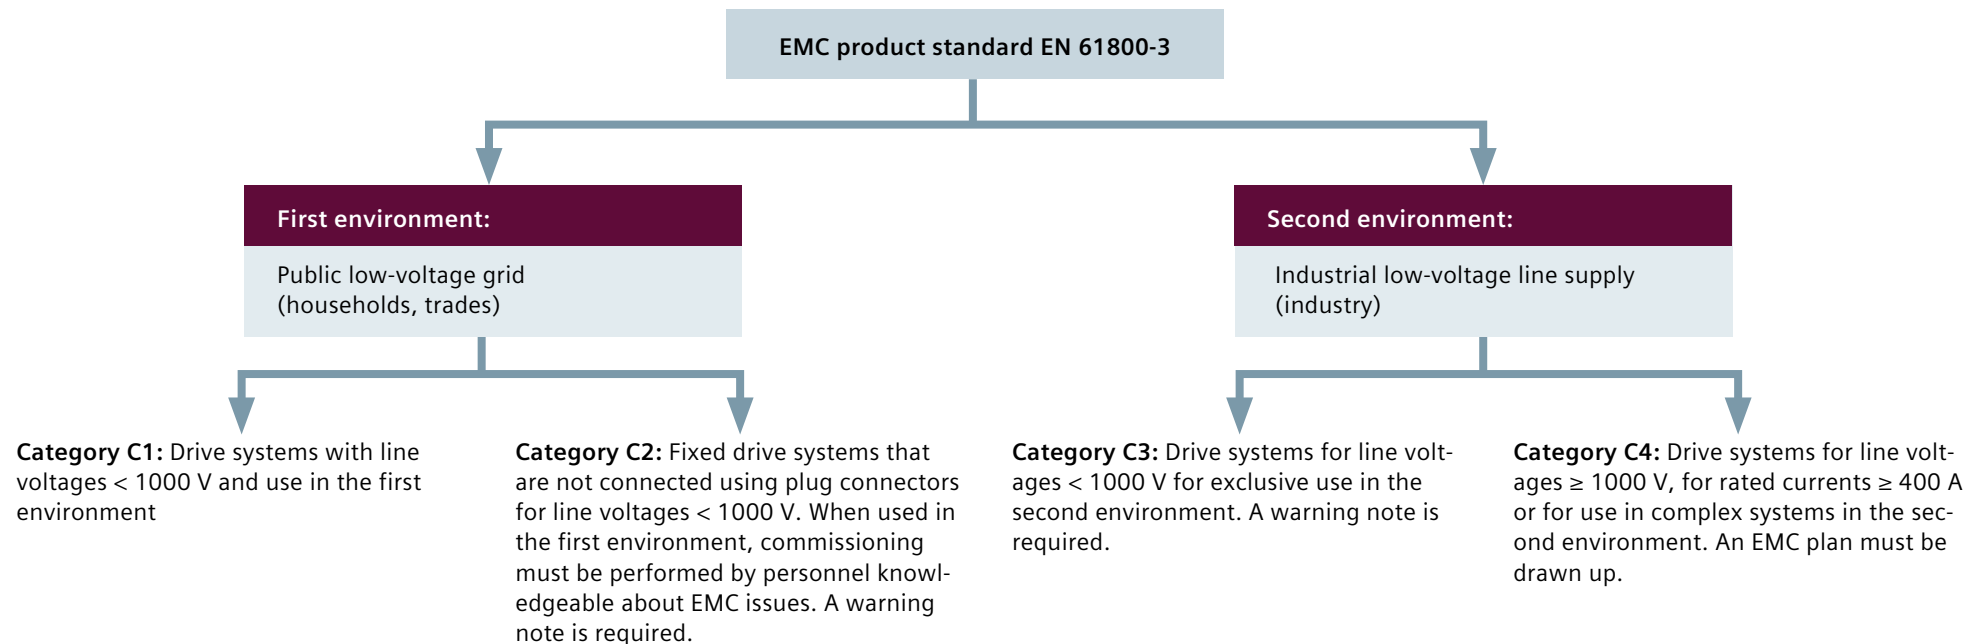 EMC product standard EN 61800-3
First environment:
Public low-voltage grid
(households, trades)
Second environment:
Industrial low-voltage line supply
(industry)
Category C1: Drive systems with line
voltages < 1000 V and use in the first
environment
Category C2: Fixed drive systems that
are not connected using plug connectors
for line voltages < 1000 V. When used in
the first environment, commissioning
must be performed by personnel knowl-
edgeable about EMC issues. A warning
note is required.
Category C3: Drive systems for line volt-
ages < 1000 V for exclusive use in the
second environment. A warning note is
required.
Category C4: Drive systems for line volt-
ages ≥ 1000 V, for rated currents ≥ 400 A
or for use in complex systems in the sec-
ond environment. An EMC plan must be
drawn up.